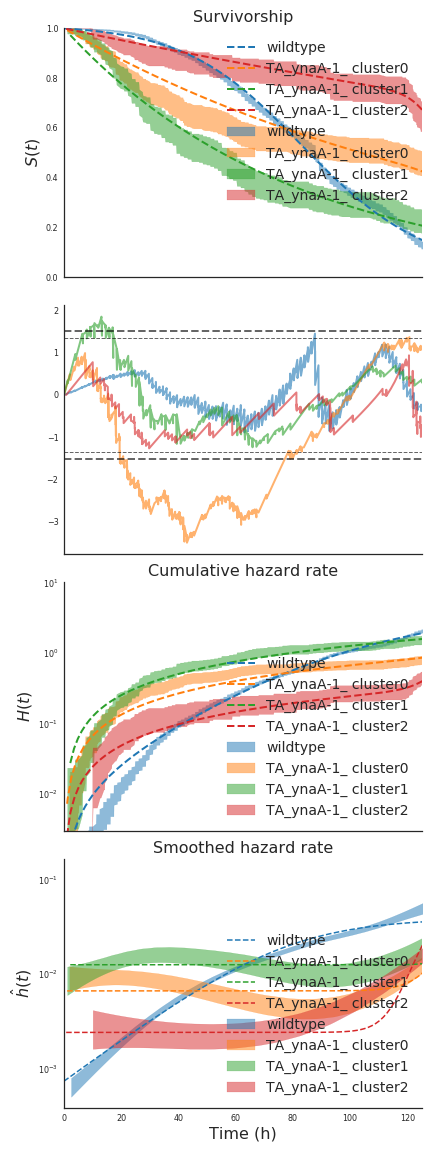 Survivorship
1.0
0.8
0.6
0.4
0.2
0.0
S(t)
wildtype
TA_ynaA-1_ cluster0
TA_ynaA-1_ cluster1
TA_ynaA-1_ cluster2
wildtype
TA_ynaA-1_ cluster0
TA_ynaA-1_ cluster1
TA_ynaA-1_ cluster2
2
1
0
−1
−2
−3
Cumulative hazard rate
10¹
10⁰
10⁻¹
10⁻²
H(t)
wildtype
TA_ynaA-1_ cluster0
TA_ynaA-1_ cluster1
TA_ynaA-1_ cluster2
wildtype
TA_ynaA-1_ cluster0
TA_ynaA-1_ cluster1
TA_ynaA-1_ cluster2
Smoothed hazard rate
10⁻¹
10⁻²
10⁻³
ĥ(t)
wildtype
TA_ynaA-1_ cluster0
TA_ynaA-1_ cluster1
TA_ynaA-1_ cluster2
wildtype
TA_ynaA-1_ cluster0
TA_ynaA-1_ cluster1
TA_ynaA-1_ cluster2
0 20 40 60 80 100 120
Time (h)